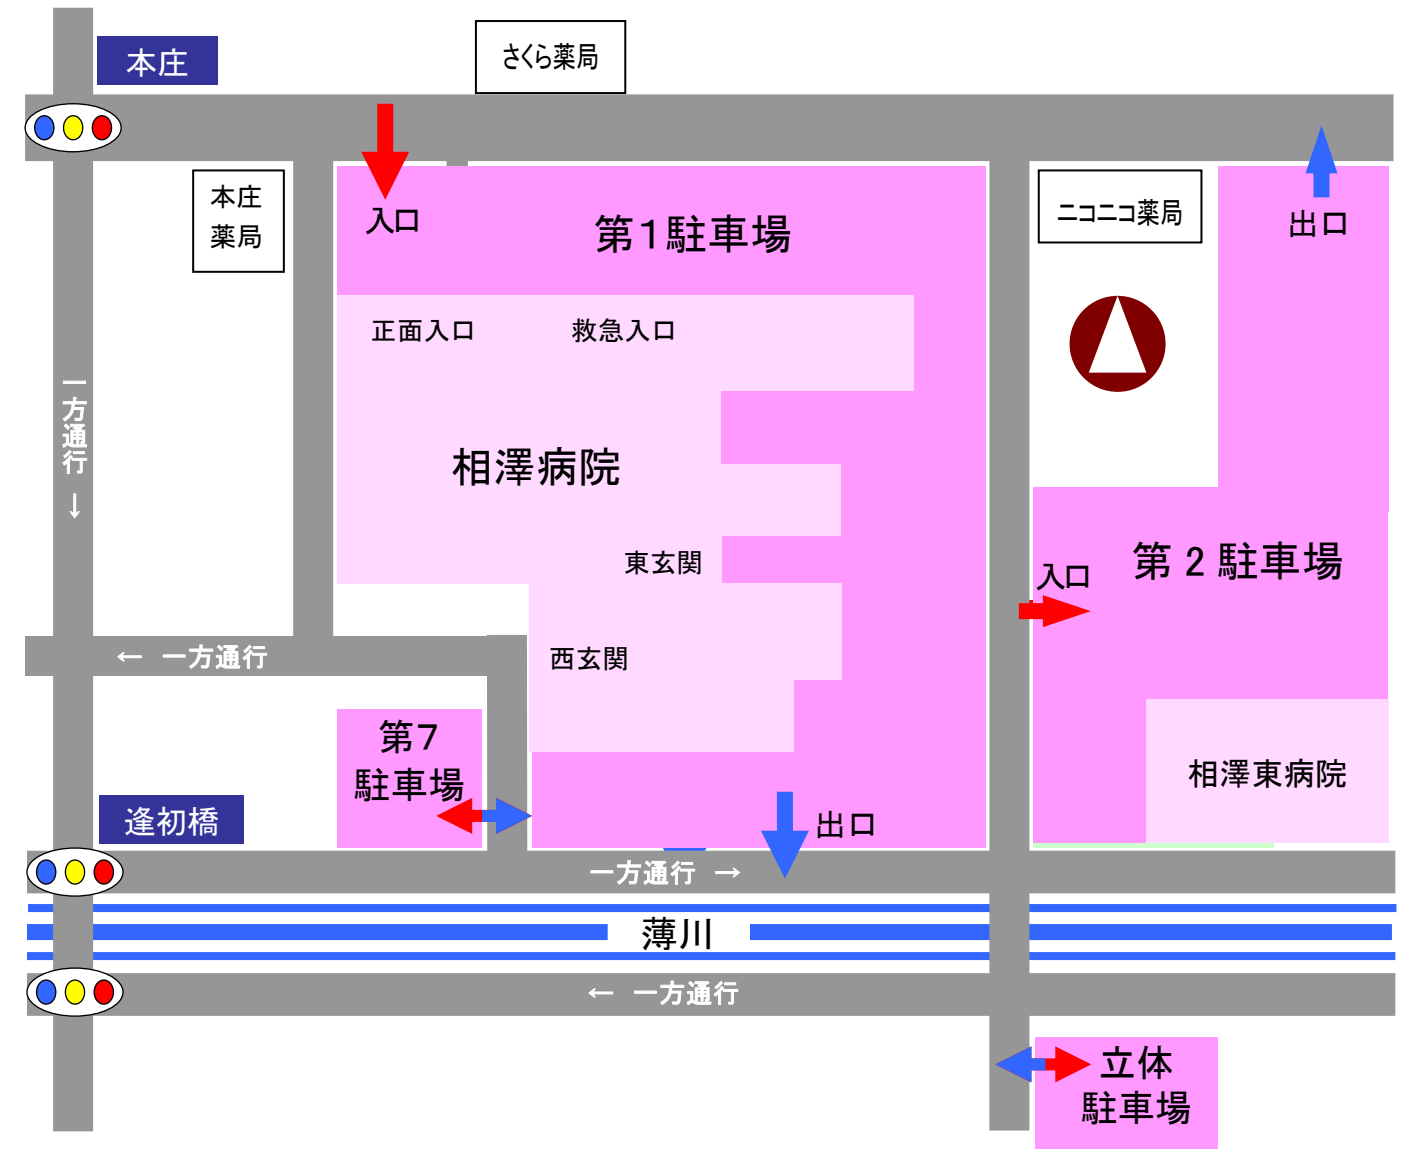 本庄
さくら薬局
本庄
薬局
入口
第1駐車場
ニコニコ薬局
出口
正面入口
救急入口
一方通行
↓
相澤病院
東玄関
第2駐車場
入口
西玄関
← 一方通行
第7
駐車場
相澤東病院
逢初橋
出口
一方通行 →
薄川
← 一方通行
立体
駐車場